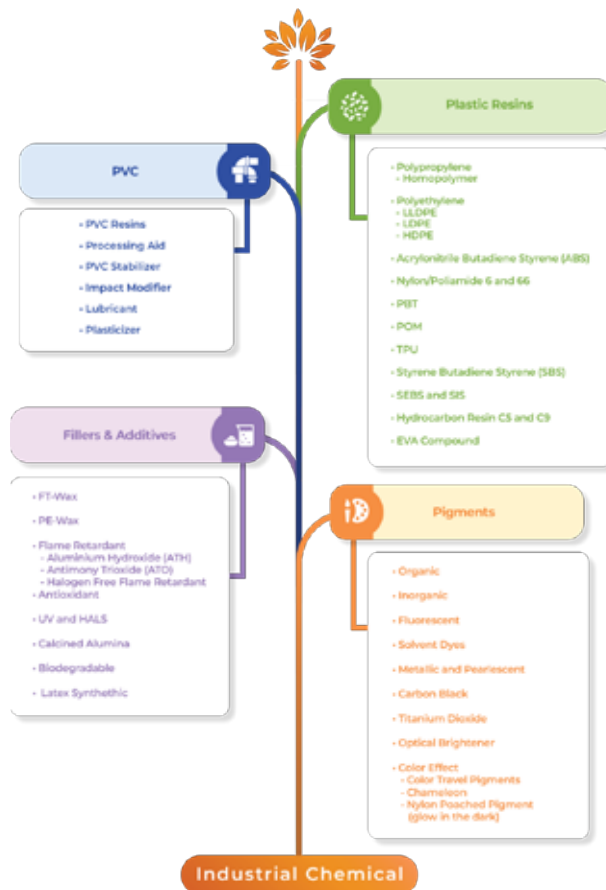 Plastic Resins
- Polypropylene
- Homopolymer
- Polyethylene
- LLDPE
- LDPE
- HDPE
- Acrylonitrile Butadiene Styrene (ABS)
- Nylon/Poliamide 6 and 66
- PBT
- POM
- TPU
- Styrene Butadiene Styrene (SBS)
- SEBS and SIS
- Hydrocarbon Resin C5 and C9
- EVA Compound
PVC
- PVC Resins
- Processing Aid
- PVC Stabilizer
- Impact Modifier
- Lubricant
- Plasticizer
Fillers & Additives
- FT-Wax
- PE-Wax
- Flame Retardant
- Aluminium Hydroxide (ATH)
- Antimony Trioxide (ATO)
- Halogen Free Flame Retardant
- Antioxidant
- UV and HALS
- Calcined Alumina
- Biodegradable
- Latex Synthethic
Pigments
- Organic
- Inorganic
- Fluorescent
- Solvent Dyes
- Metallic and Pearlescent
- Carbon Black
- Titanium Dioxide
- Optical Brightener
- Color Effect
- Color Travel Pigments
- Chameleon
- Nylon Poached Pigment
(glow in the dark)
Industrial Chemical